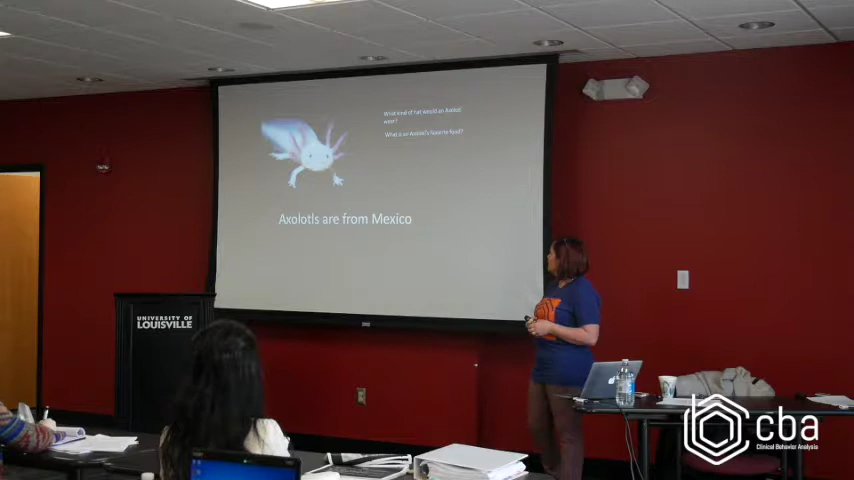 What kind of hat would an Axolotl
wear?
What is an Axolotl's favorite food?
Axolotls are from Mexico
UNIVERSITY OF
LOUISVILLE
cba
Clinical Behavior Analysis